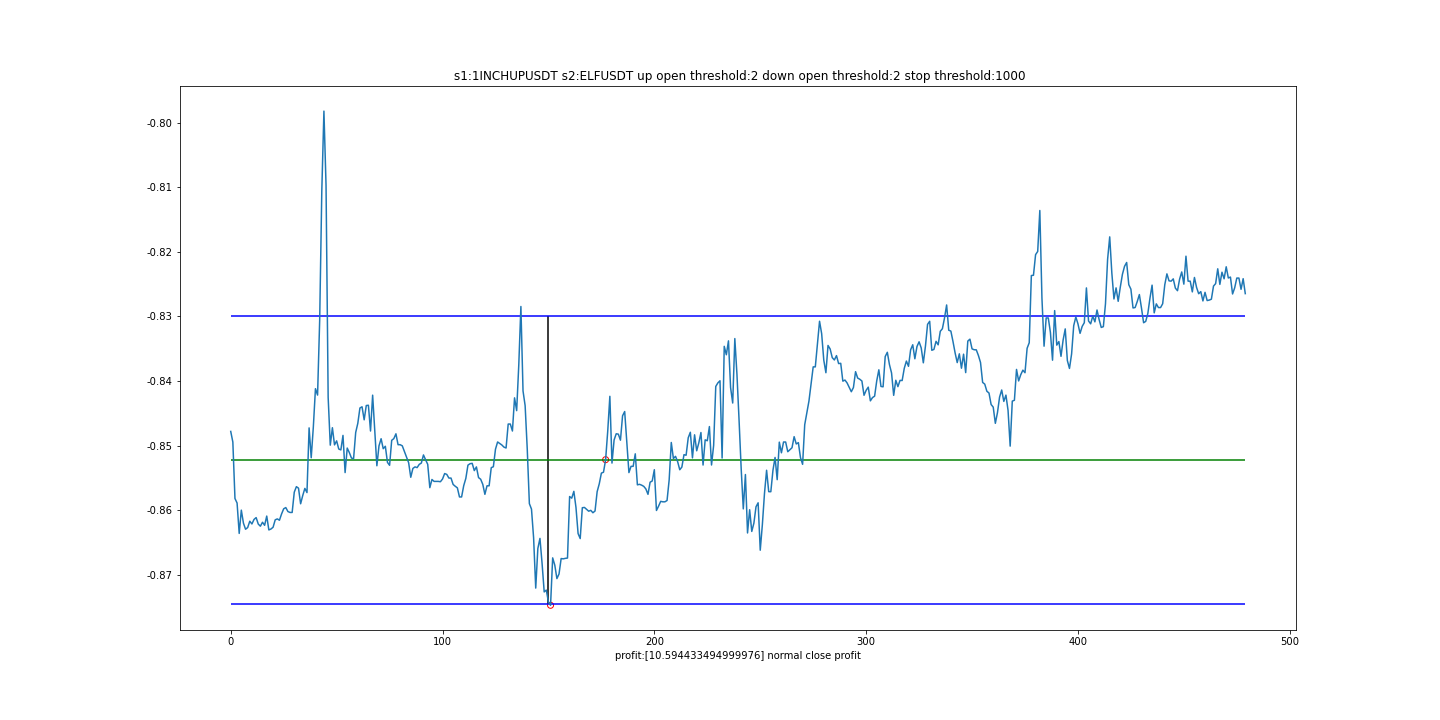 s1:1INCHUPUSDT s2:ELFUSDT up open threshold:2 down open threshold:2 stop threshold:1000
-0.80
-0.81
-0.82
-0.83
-0.84
-0.85
-0.86
-0.87
0 100 200 300 400 500
profit:[10.594433494999976] normal close profit